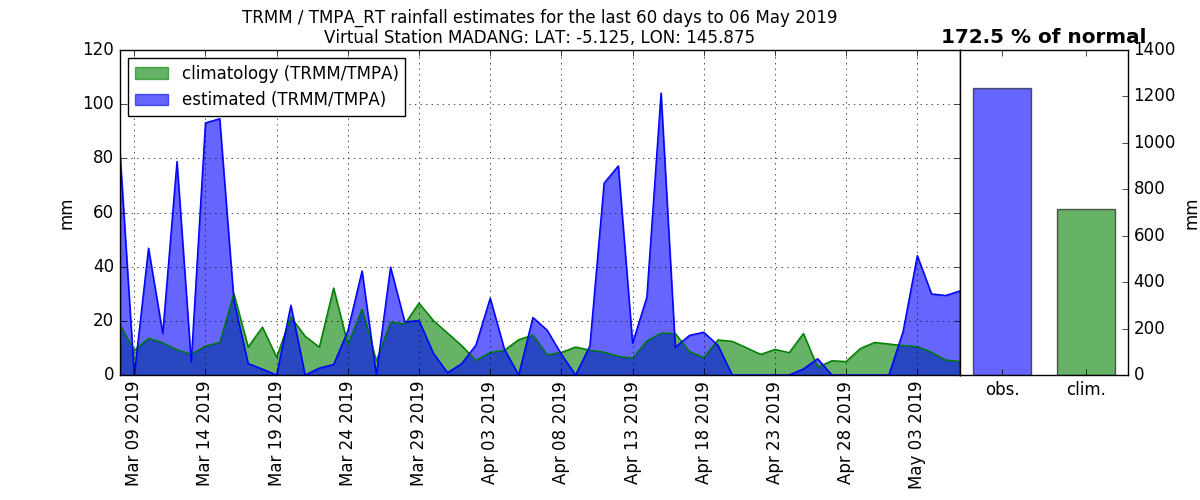 TRMM / TMPA_RT rainfall estimates for the last 60 days to 06 May 2019
Virtual Station MADANG: LAT: -5.125, LON: 145.875
172.5 % of normal
climatology (TRMM/TMPA)
estimated (TRMM/TMPA)
mm
120
100
80
60
40
20
0
Mar 09 2019
Mar 14 2019
Mar 19 2019
Mar 24 2019
Mar 29 2019
Apr 03 2019
Apr 08 2019
Apr 13 2019
Apr 18 2019
Apr 23 2019
Apr 28 2019
May 03 2019
1400
1200
1000
800
600
400
200
0
mm
obs.
clim.